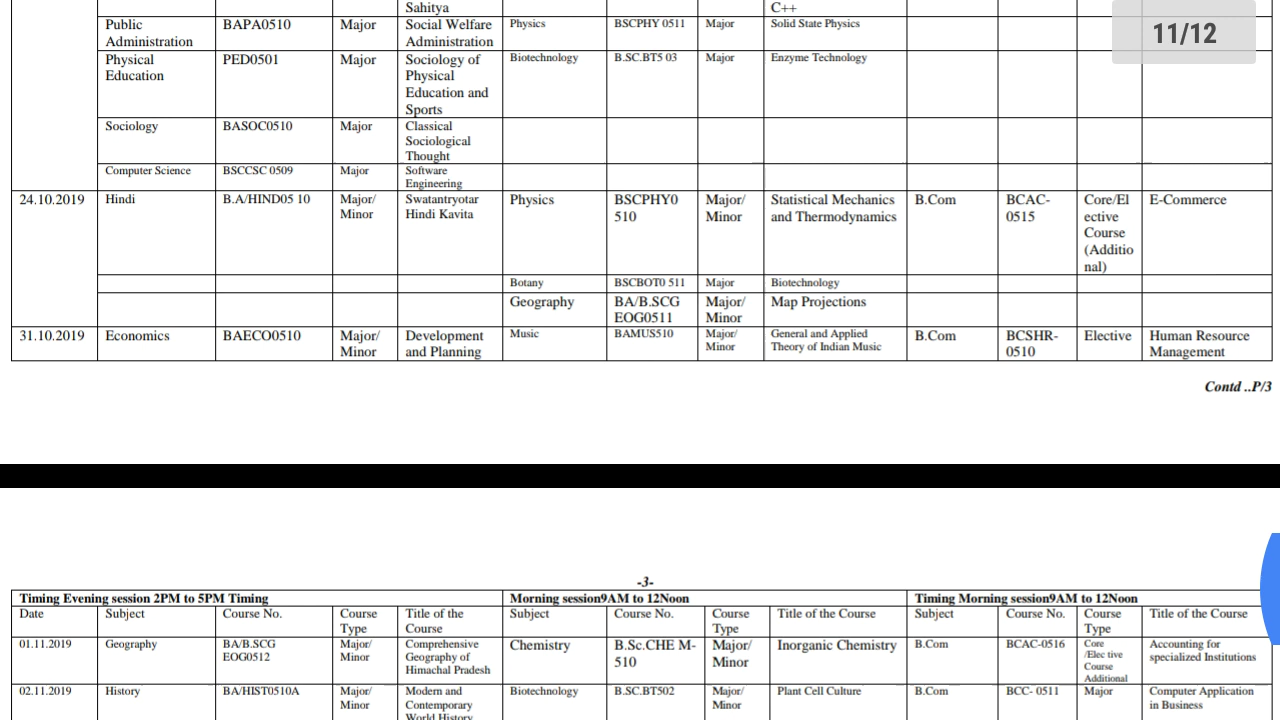 Sahitya C++
Public Administration BAPA0510 Major Social Welfare Administration Physics BSCPHY 0511 Major Solid State Physics
11/12
Physical Education PED0501 Major Sociology of Physical Education and Sports Biotechnology B.SC.BT5 03 Major Enzyme Technology
Sociology BASOC0510 Major Classical Sociological Thought
Computer Science BSCCSC 0509 Major Software Engineering
24.10.2019 Hindi B.A/HIND05 10 Major/ Minor Swatantryotar Hindi Kavita Physics BSCPHY0 510 Major/ Minor Statistical Mechanics and Thermodynamics B.Com BCAC-0515 Core/El ective Course (Additio nal) E-Commerce
Botany BSCBOT0 511 Major Biotechnology
Geography BA/B.SCG EOG0511 Major/ Minor Map Projections
31.10.2019 Economics BAECO0510 Major/ Minor Development and Planning Music BAMUS510 Major/ Minor General and Applied Theory of Indian Music B.Com BCSHR-0510 Elective Human Resource Management
Contd ..P/3
-3-
Timing Evening session 2PM to 5PM Timing Morning session9AM to 12Noon Timing Morning session9AM to 12Noon
Date Subject Course No. Course Type Title of the Course Subject Course No. Course Type Title of the Course Subject Course No. Course Type Title of the Course
01.11.2019 Geography BA/B.SCG EOG0512 Major/ Minor Comprehensive Geography of Himachal Pradesh Chemistry B.Sc.CHE M-510 Major/ Minor Inorganic Chemistry B.Com BCAC-0516 Core /Elec tive Course Additional Accounting for specialized Institutions
02.11.2019 History BA/HIST0510A Major/ Minor Modern and Contemporary World History Biotechnology B.SC.BT502 Major/ Minor Plant Cell Culture B.Com BCC- 0511 Major Computer Application in Business